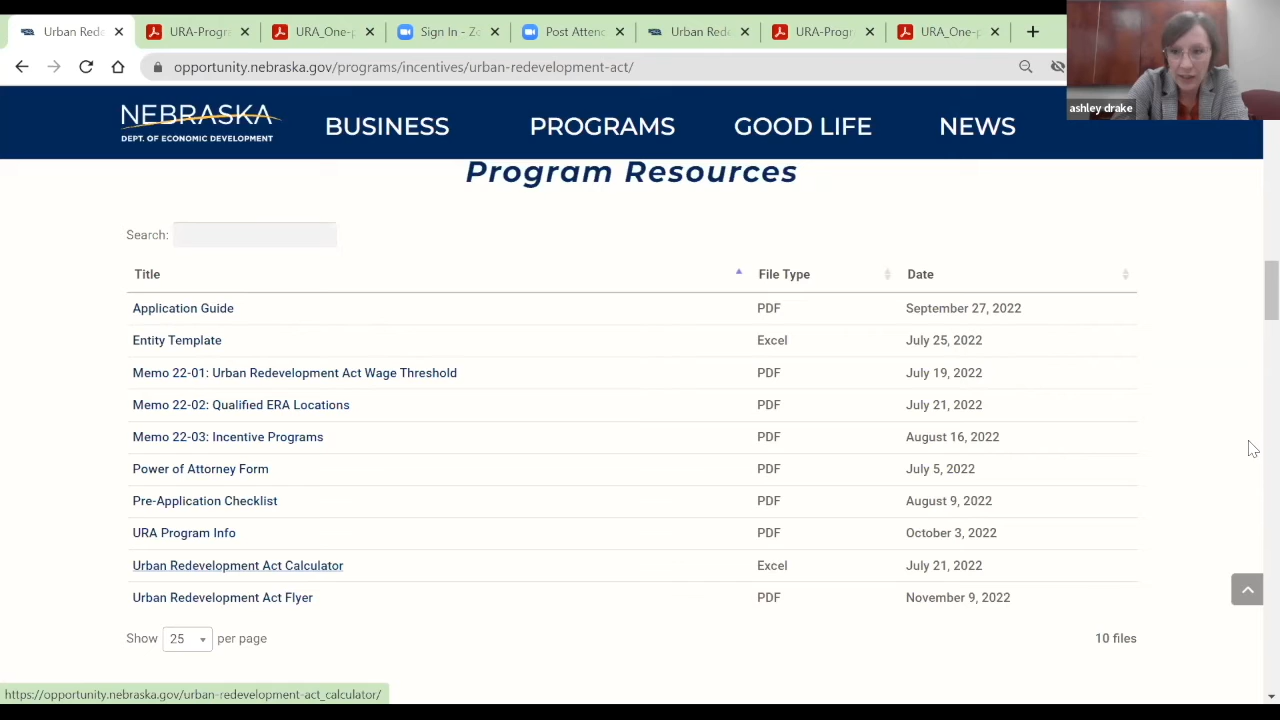 Urban Rede
URA-Progr
URA_One-p
Sign In - Zo
Post Attend
Urban Rede
URA-Progr
URA_One-p
opportunity.nebraska.gov/programs/incentives/urban-redevelopment-act/
ashley drake
NEBRASKA
DEPT. OF ECONOMIC DEVELOPMENT
BUSINESS PROGRAMS GOOD LIFE NEWS
Program Resources
Search:
Title File Type Date
Application Guide PDF September 27, 2022
Entity Template Excel July 25, 2022
Memo 22-01: Urban Redevelopment Act Wage Threshold PDF July 19, 2022
Memo 22-02: Qualified ERA Locations PDF July 21, 2022
Memo 22-03: Incentive Programs PDF August 16, 2022
Power of Attorney Form PDF July 5, 2022
Pre-Application Checklist PDF August 9, 2022
URA Program Info PDF October 3, 2022
Urban Redevelopment Act Calculator Excel July 21, 2022
Urban Redevelopment Act Flyer PDF November 9, 2022
Show 25 per page 10 files
https://opportunity.nebraska.gov/urban-redevelopment-act_calculator/